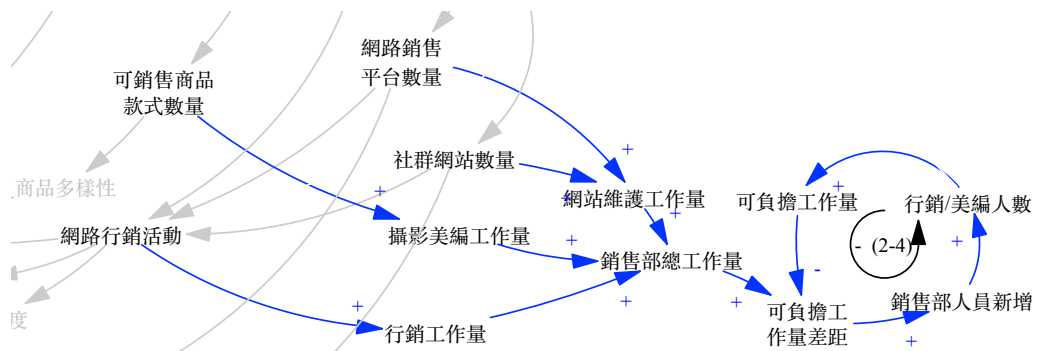 網路銷售
平台數量
可銷售商品
款式數量
社群網站數量
+
商品多樣性
+
+
網站維護工作量
+
可負擔工作量
+
行銷/美編人數
網路行銷活動
攝影美編工作量
+
銷售部總工作量
- (2-4)
+
-
+
+
+
度
行銷工作量
可負擔工
作量差距
銷售部人員新增
+